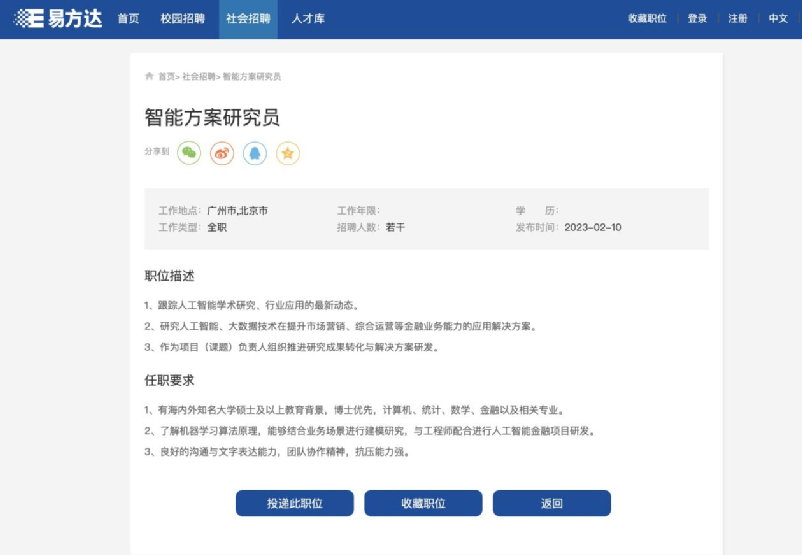 易方达 首页 校园招聘 社会招聘 人才库 收藏职位 登录 注册 中文
首页> 社会招聘> 智能方案研究员
智能方案研究员
分享到
工作地点： 广州市,北京市 工作年限： 学 历：
工作类型： 全职 招聘人数： 若干 发布时间： 2023-02-10
职位描述
1、跟踪人工智能学术研究、行业应用的最新动态。
2、研究人工智能、大数据技术在提升市场营销、综合运营等金融业务能力的应用解决方案。
3、作为项目（课题）负责人组织推进研究成果转化与解决方案研发。
任职要求
1、有海内外知名大学硕士及以上教育背景，博士优先，计算机、统计、数学、金融以及相关专业。
2、了解机器学习算法原理，能够结合业务场景进行建模研究，与工程师配合进行人工智能金融项目研发。
3、良好的沟通与文字表达能力，团队协作精神，抗压能力强。
投递此职位 收藏职位 返回